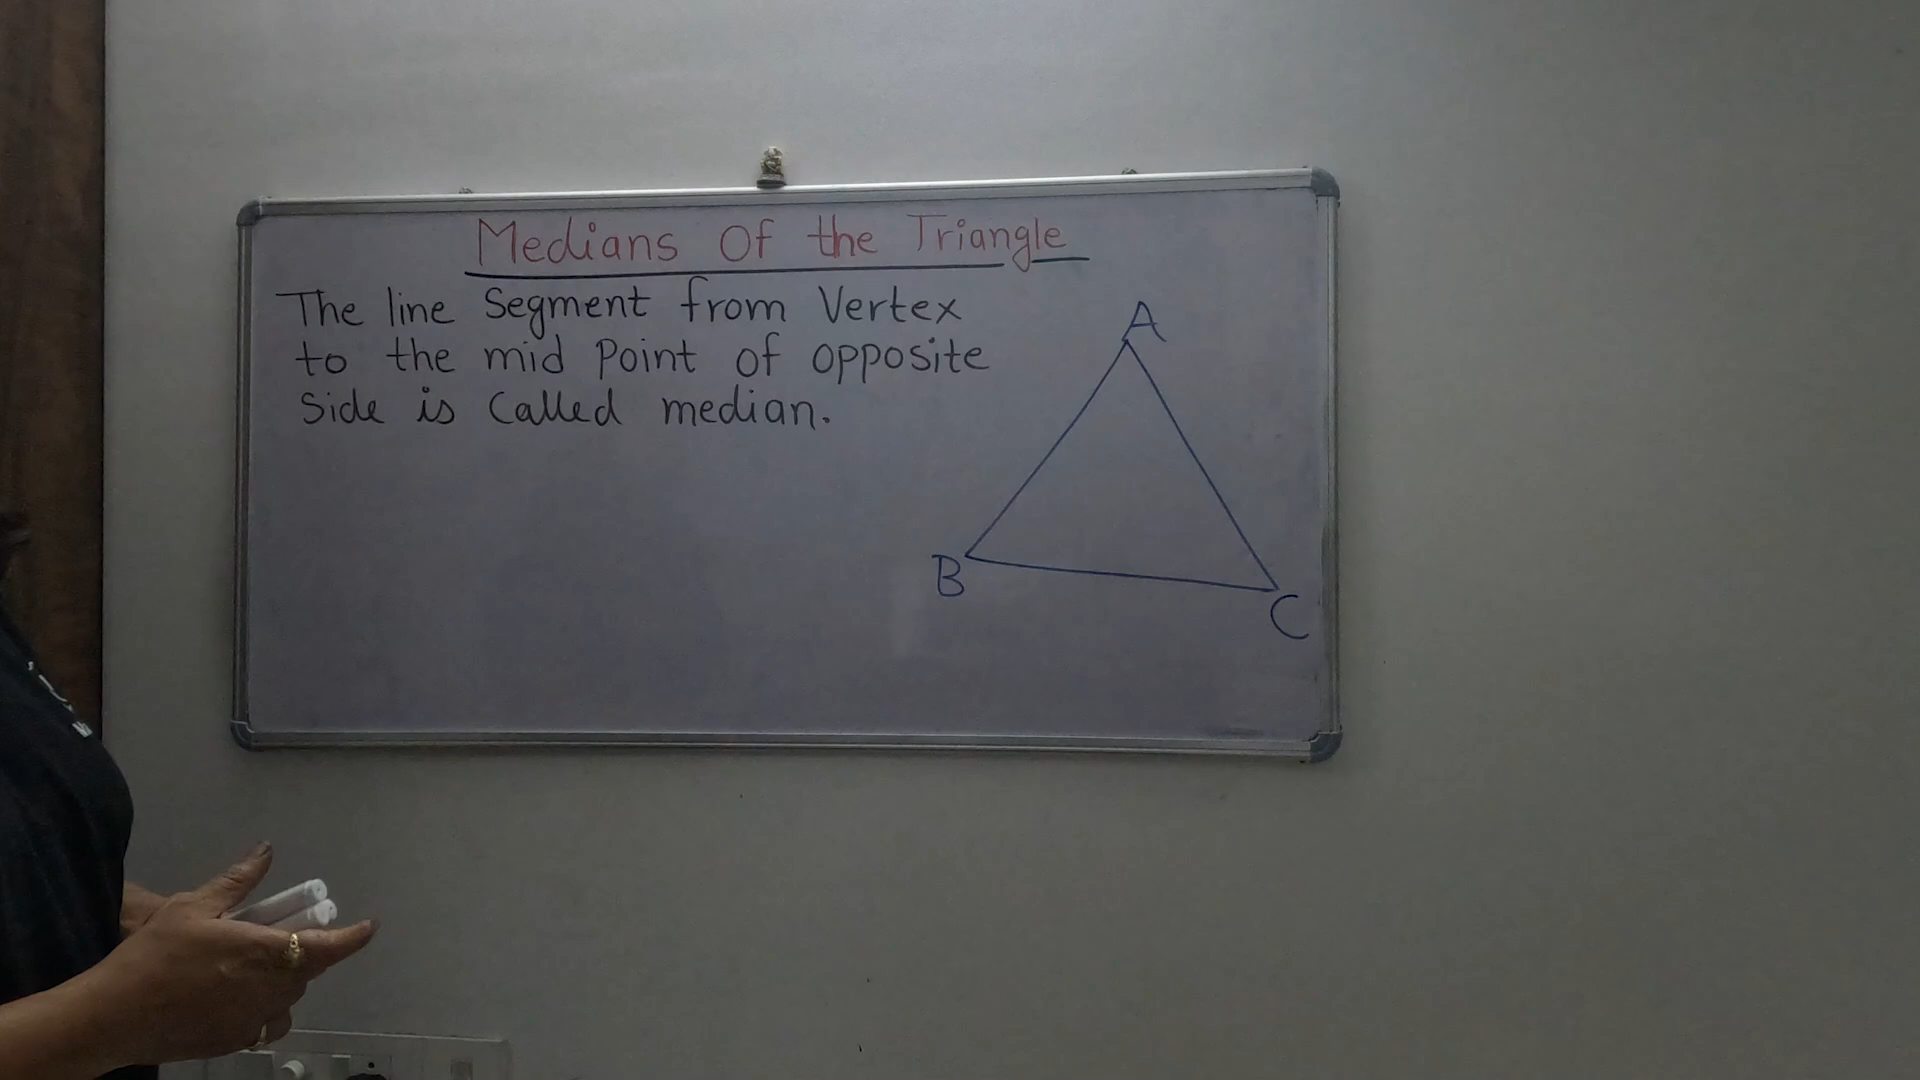 Medians Of the Triangle
The line Segment from Vertex
to the mid Point of opposite
Side is Called median.
A
B
C